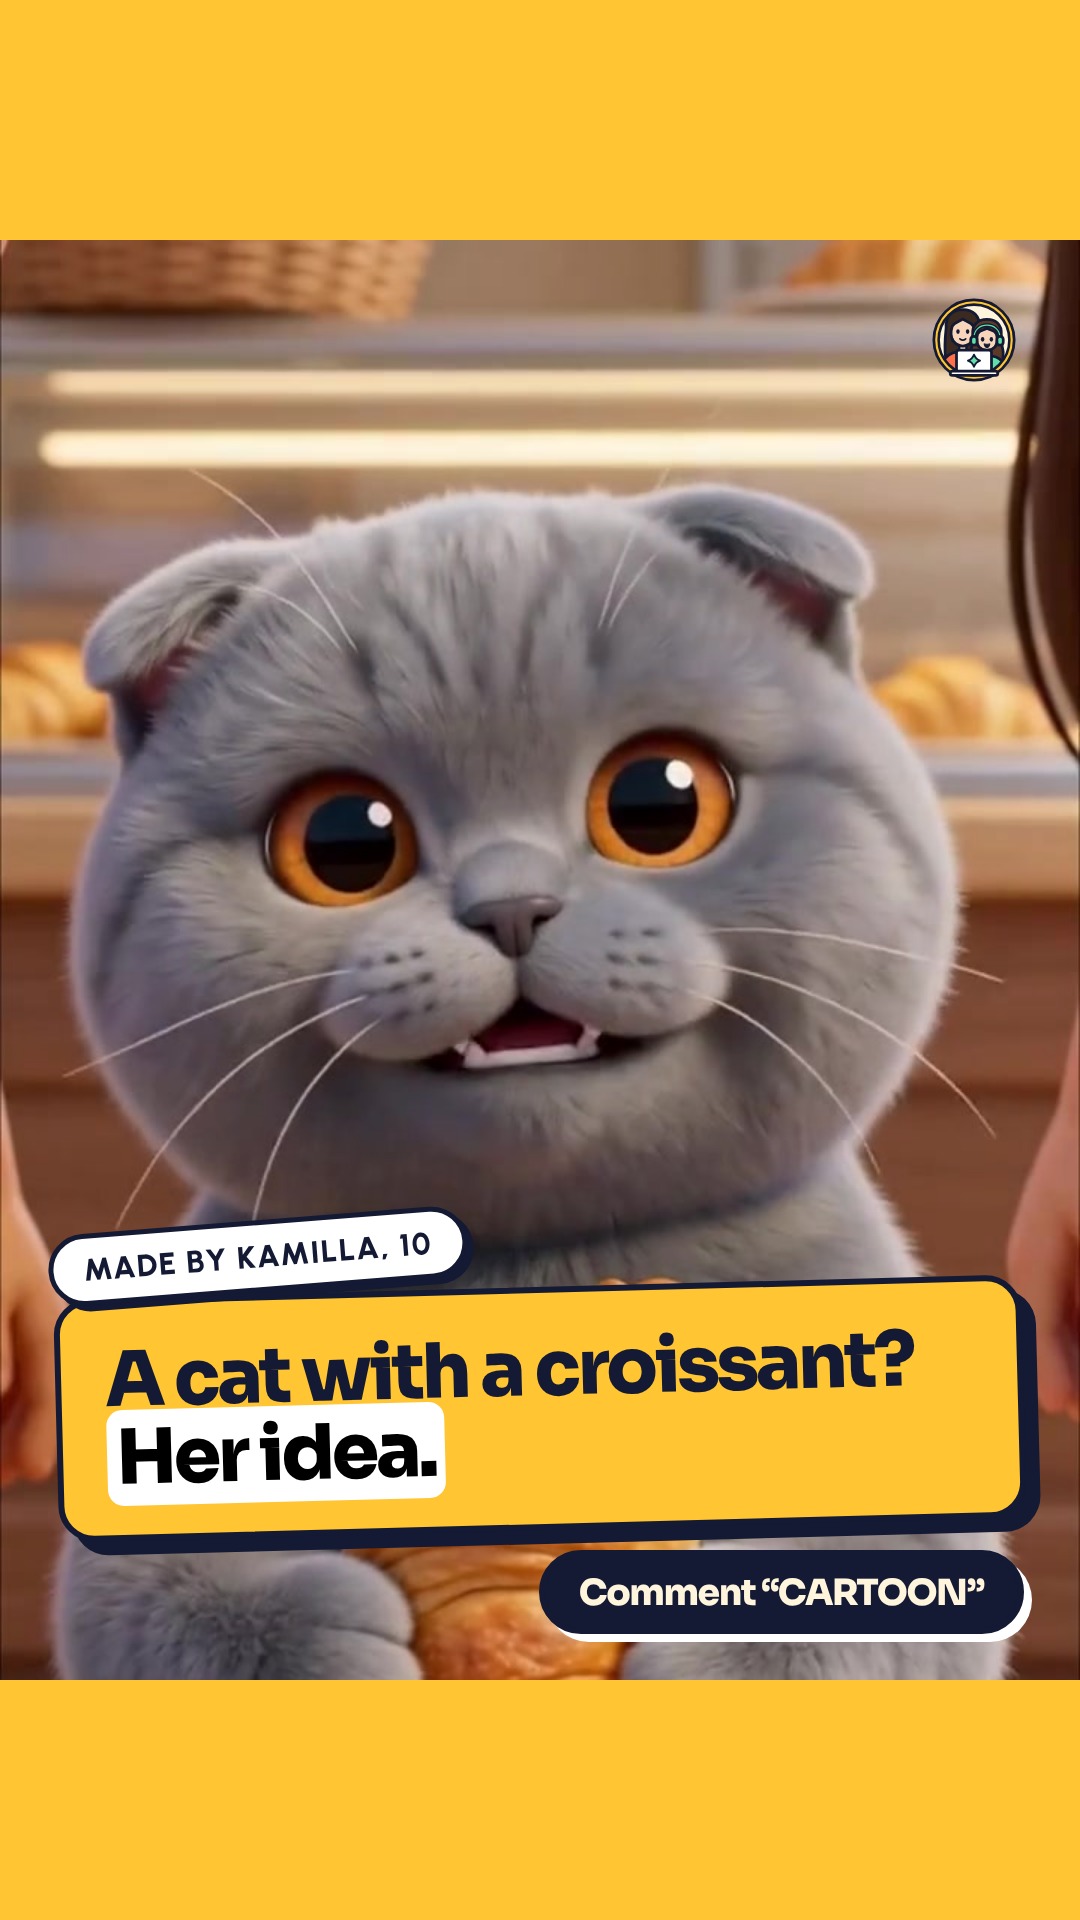 MADE BY KAMILLA, 10
A cat with a croissant?
Her idea.
Comment “CARTOON”